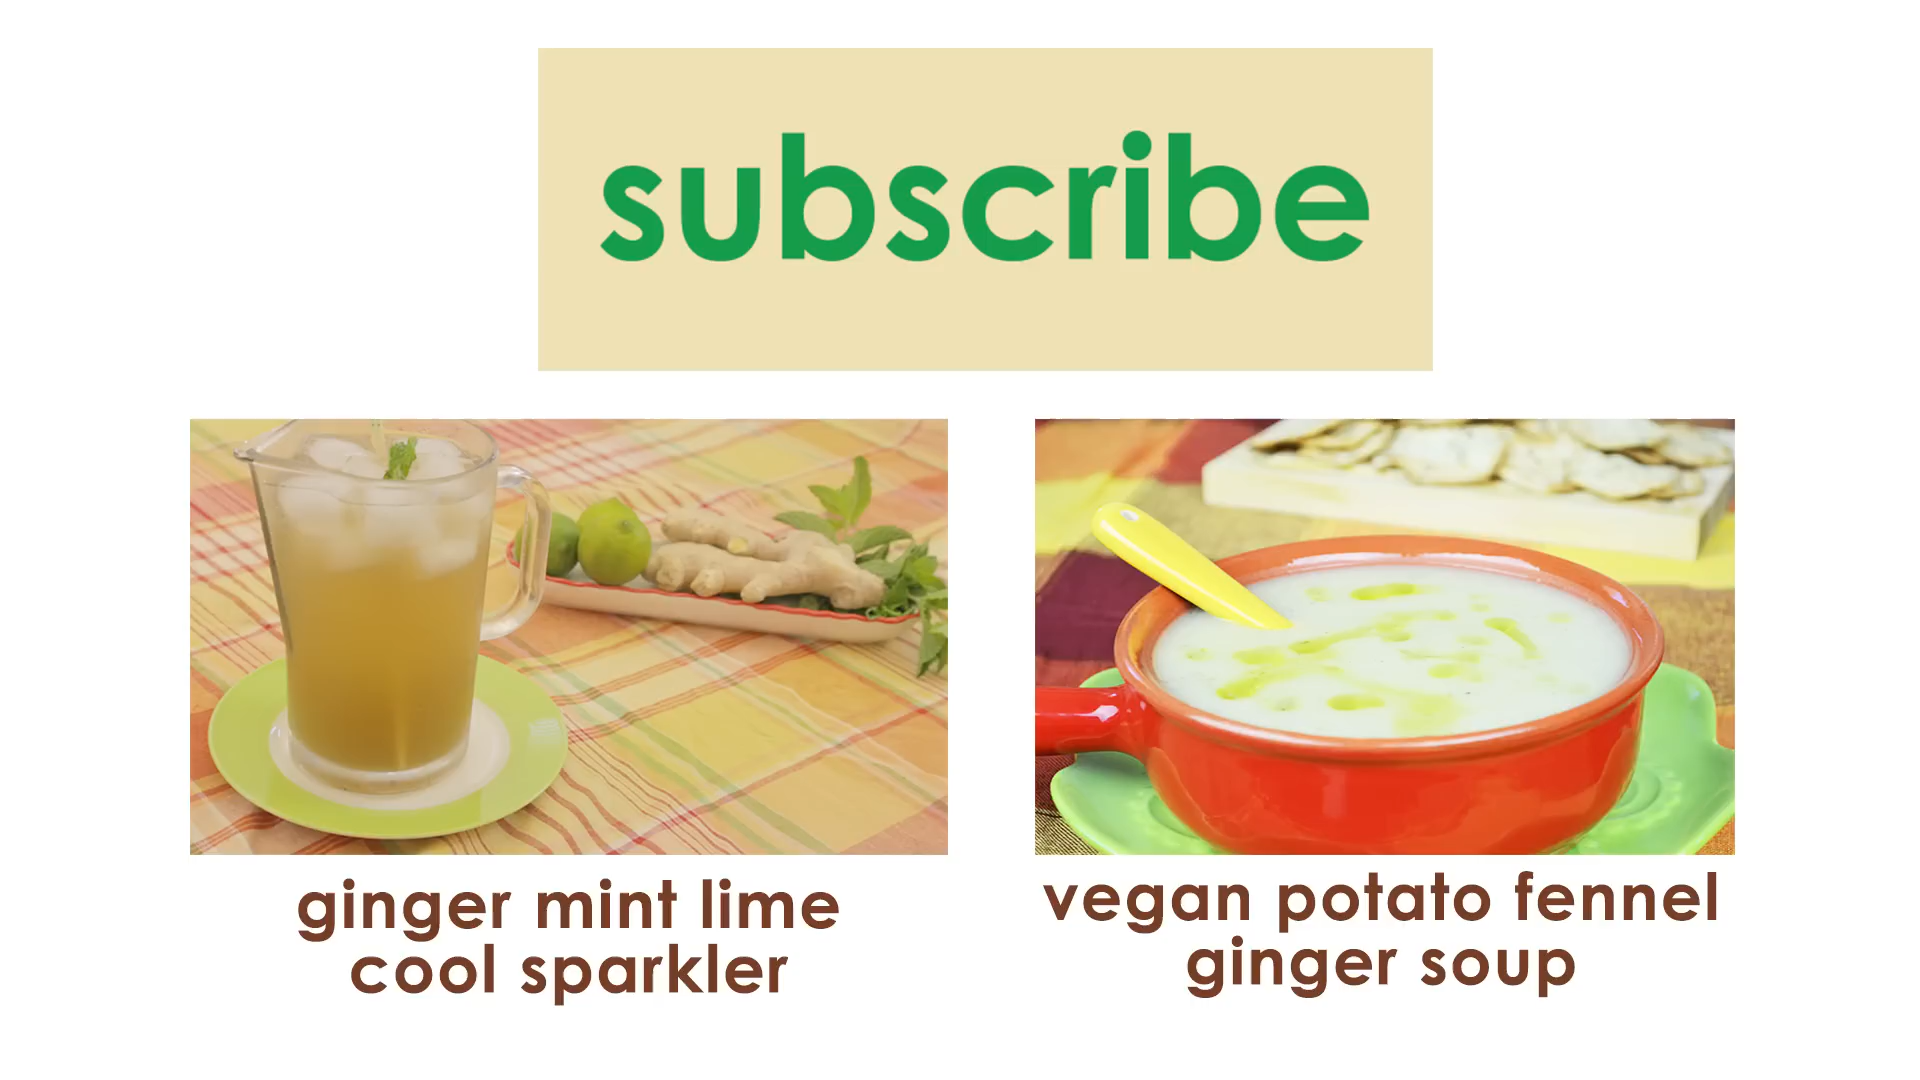 subscribe
ginger mint lime
cool sparkler
vegan potato fennel
ginger soup